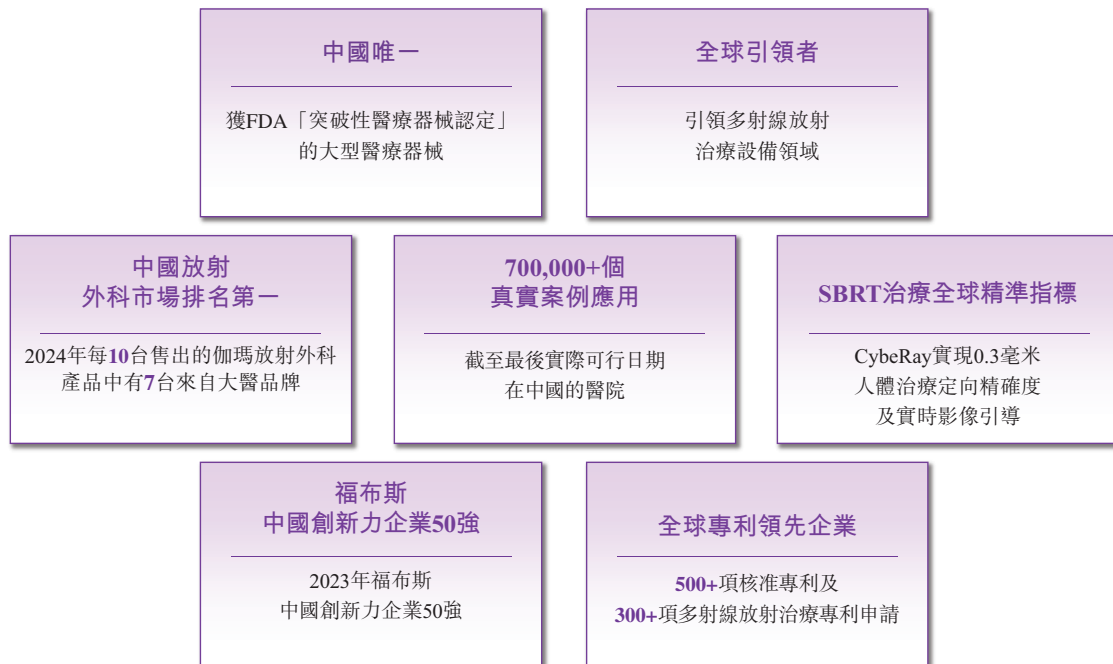 中國唯一
獲FDA「突破性醫療器械認定」
的大型醫療器械
全球引領者
引領多射線放射
治療設備領域
中國放射
外科市場排名第一
2024年每10台售出的伽瑪放射外科
產品中有7台來自大醫品牌
700,000+個
真實案例應用
截至最後實際可行日期
在中國的醫院
SBRT治療全球精準指標
CybeRay實現0.3毫米
人體治療定向精確度
及實時影像引導
福布斯
中國創新力企業50強
2023年福布斯
中國創新力企業50強
全球專利領先企業
500+項核准專利及
300+項多射線放射治療專利申請